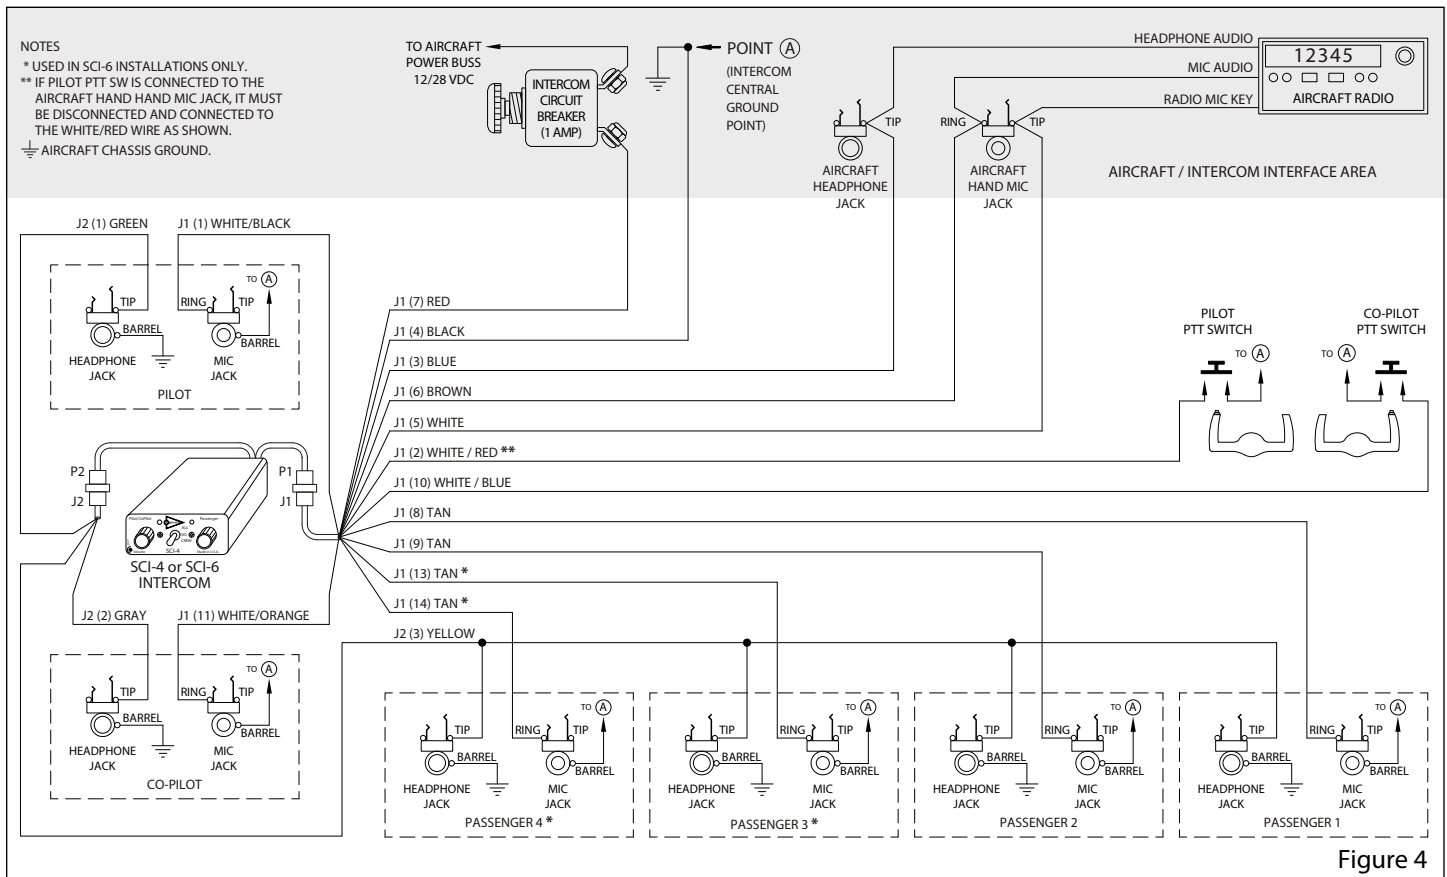 NOTES
* USED IN SCI-6 INSTALLATIONS ONLY.
** IF PILOT PTT SW IS CONNECTED TO THE
AIRCRAFT HAND HAND MIC JACK, IT MUST
BE DISCONNECTED AND CONNECTED TO
THE WHITE/RED WIRE AS SHOWN.
AIRCRAFT CHASSIS GROUND.
TO AIRCRAFT
POWER BUSS
12/28 VDC
INTERCOM
CIRCUIT
BREAKER
(1 AMP)
POINT A
(INTERCOM
CENTRAL
GROUND
POINT)
HEADPHONE AUDIO
MIC AUDIO
RADIO MIC KEY
12345
AIRCRAFT RADIO
TIP
AIRCRAFT
HEADPHONE
JACK
RING
TIP
AIRCRAFT
HAND MIC
JACK
AIRCRAFT / INTERCOM INTERFACE AREA
J2 (1) GREEN
J1 (1) WHITE/BLACK
TIP
BARREL
HEADPHONE
JACK
RING
TIP
TO A
BARREL
MIC
JACK
PILOT
J1 (7) RED
J1 (4) BLACK
J1 (3) BLUE
J1 (6) BROWN
J1 (5) WHITE
J1 (2) WHITE / RED **
J1 (10) WHITE / BLUE
J1 (8) TAN
J1 (9) TAN
J1 (13) TAN *
J1 (14) TAN *
J2 (3) YELLOW
PILOT
PTT SWITCH
TO A
CO-PILOT
PTT SWITCH
TO A
P2
J2
P1
J1
Pilot/CoPilot
Passenger
ALL
ISO
CREW
Volume
SCI-4
Made in U.S.A.
SCI-4 or SCI-6
INTERCOM
J2 (2) GRAY
J1 (11) WHITE/ORANGE
TIP
BARREL
HEADPHONE
JACK
RING
TIP
TO A
BARREL
MIC
JACK
CO-PILOT
TIP
BARREL
HEADPHONE
JACK
RING
TIP
TO A
BARREL
MIC
JACK
PASSENGER 4 *
TIP
BARREL
HEADPHONE
JACK
RING
TIP
TO A
BARREL
MIC
JACK
PASSENGER 3 *
TIP
BARREL
HEADPHONE
JACK
RING
TIP
TO A
BARREL
MIC
JACK
PASSENGER 2
TIP
BARREL
HEADPHONE
JACK
RING
TIP
TO A
BARREL
MIC
JACK
PASSENGER 1
Figure 4